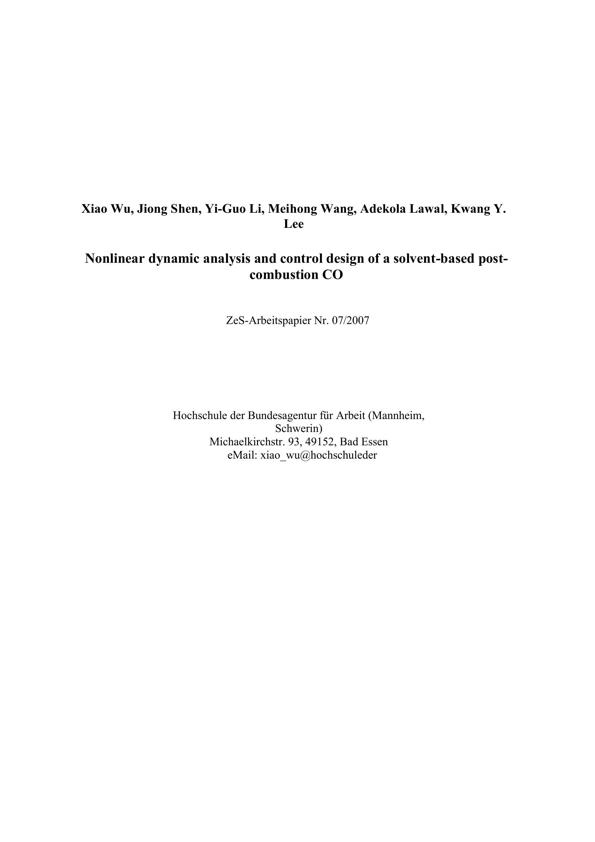 Xiao Wu, Jiong Shen, Yi-Guo Li, Meihong Wang, Adekola Lawal, Kwang Y.
Lee
Nonlinear dynamic analysis and control design of a solvent-based post-
combustion CO
ZeS-Arbeitspapier Nr. 07/2007
Hochschule der Bundesagentur für Arbeit (Mannheim,
Schwerin)
Michaelkirchstr. 93, 49152, Bad Essen
eMail: xiao_wu@hochschuleder